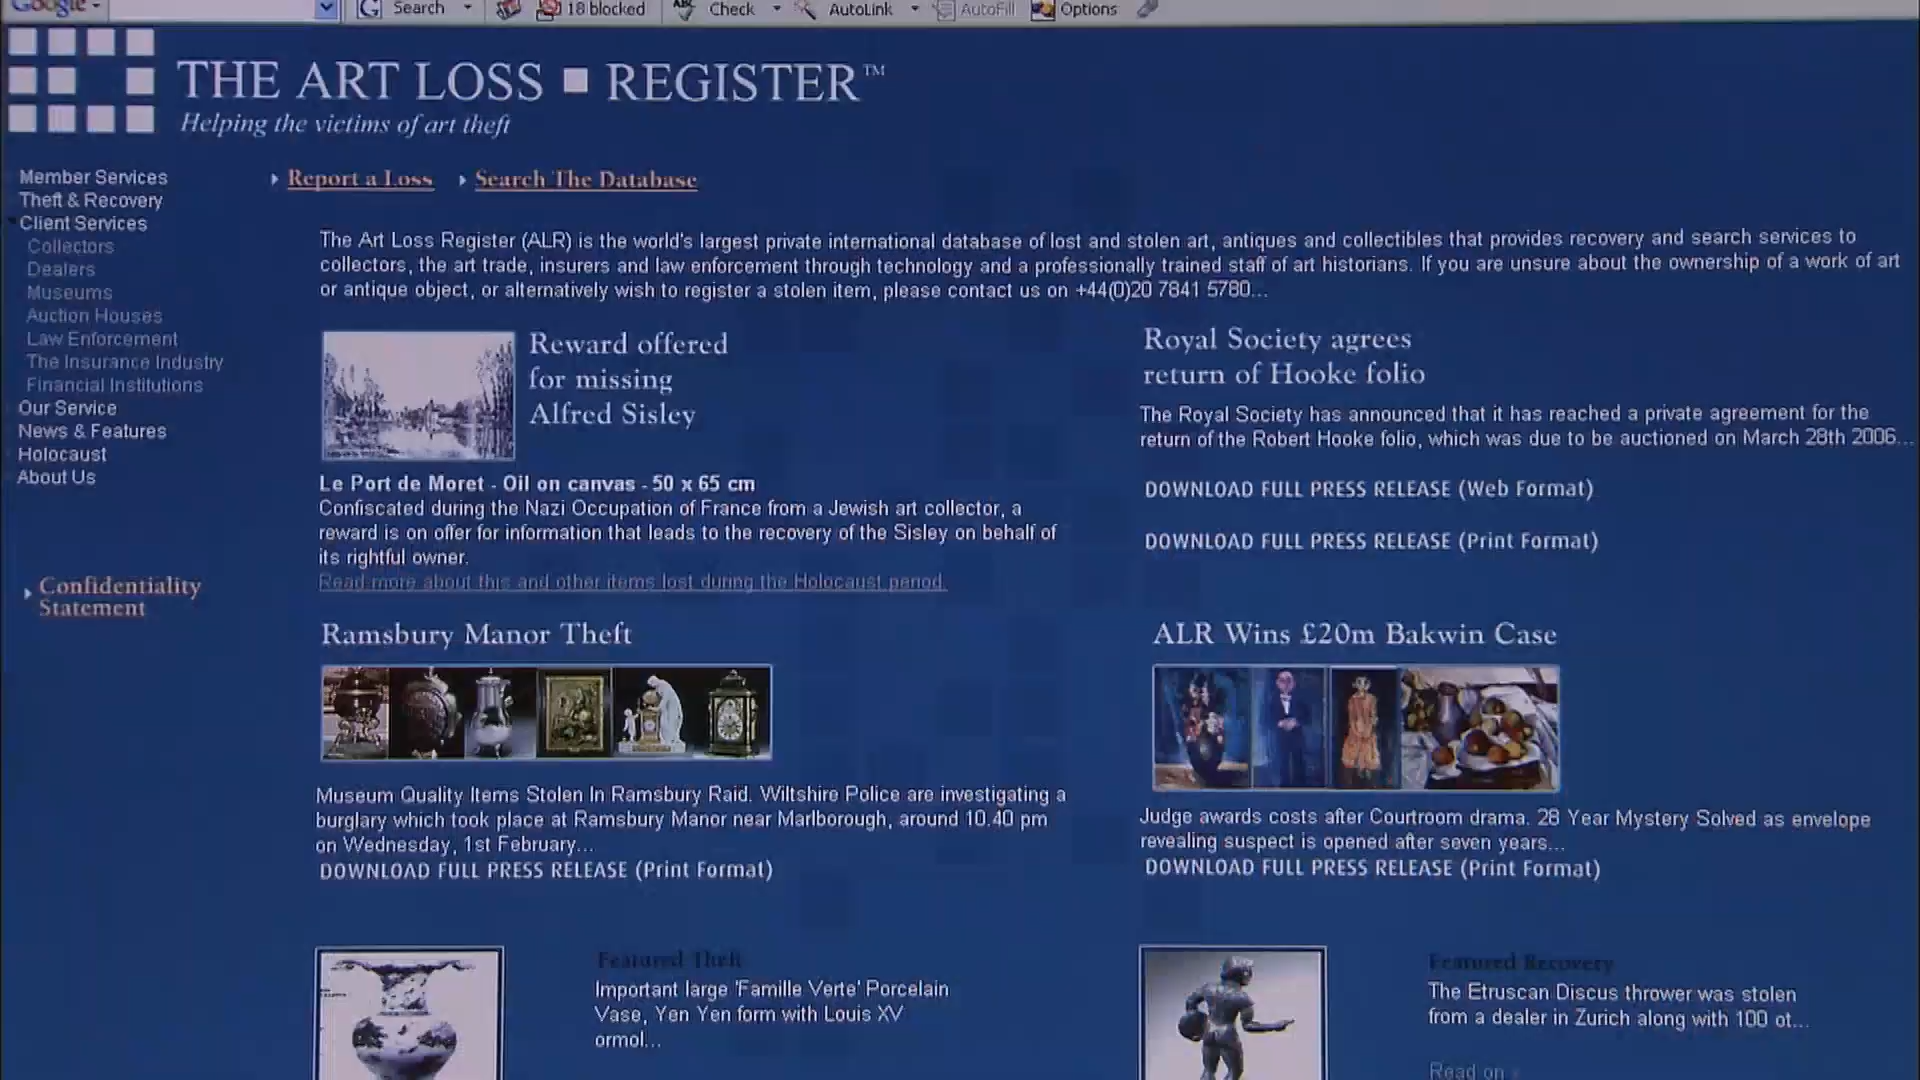 Google
Search
18 blocked
ABC
Check
AutoLink
AutoFill
Options
THE ART LOSS ■ REGISTER™
Helping the victims of art theft
Member Services
Theft & Recovery
Client Services
Collectors
Dealers
Museums
Auction Houses
Law Enforcement
The Insurance Industry
Financial Institutions
Our Service
News & Features
Holocaust
About Us
Confidentiality
Statement
Report a Loss
Search The Database
The Art Loss Register (ALR) is the world's largest private international database of lost and stolen art, antiques and collectibles that provides recovery and search services to
collectors, the art trade, insurers and law enforcement through technology and a professionally trained staff of art historians. If you are unsure about the ownership of a work of art
or antique object, or alternatively wish to register a stolen item, please contact us on +44(0)20 7841 5780...
Reward offered
for missing
Alfred Sisley
Le Port de Moret - Oil on canvas - 50 x 65 cm
Confiscated during the Nazi Occupation of France from a Jewish art collector, a
reward is on offer for information that leads to the recovery of the Sisley on behalf of
its rightful owner.
Read more about this and other items lost during the Holocaust period.
Royal Society agrees
return of Hooke folio
The Royal Society has announced that it has reached a private agreement for the
return of the Robert Hooke folio, which was due to be auctioned on March 28th 2006...
DOWNLOAD FULL PRESS RELEASE (Web Format)
DOWNLOAD FULL PRESS RELEASE (Print Format)
Ramsbury Manor Theft
Museum Quality Items Stolen In Ramsbury Raid. Wiltshire Police are investigating a
burglary which took place at Ramsbury Manor near Marlborough, around 10.40 pm
on Wednesday, 1st February...
DOWNLOAD FULL PRESS RELEASE (Print Format)
ALR Wins £20m Bakwin Case
Judge awards costs after Courtroom drama. 28 Year Mystery Solved as envelope
revealing suspect is opened after seven years...
DOWNLOAD FULL PRESS RELEASE (Print Format)
Featured Theft
Important large 'Famille Verte' Porcelain
Vase, Yen Yen form with Louis XV
ormol...
Featured Recovery
The Etruscan Discus thrower was stolen
from a dealer in Zurich along with 100 ot...
Read on